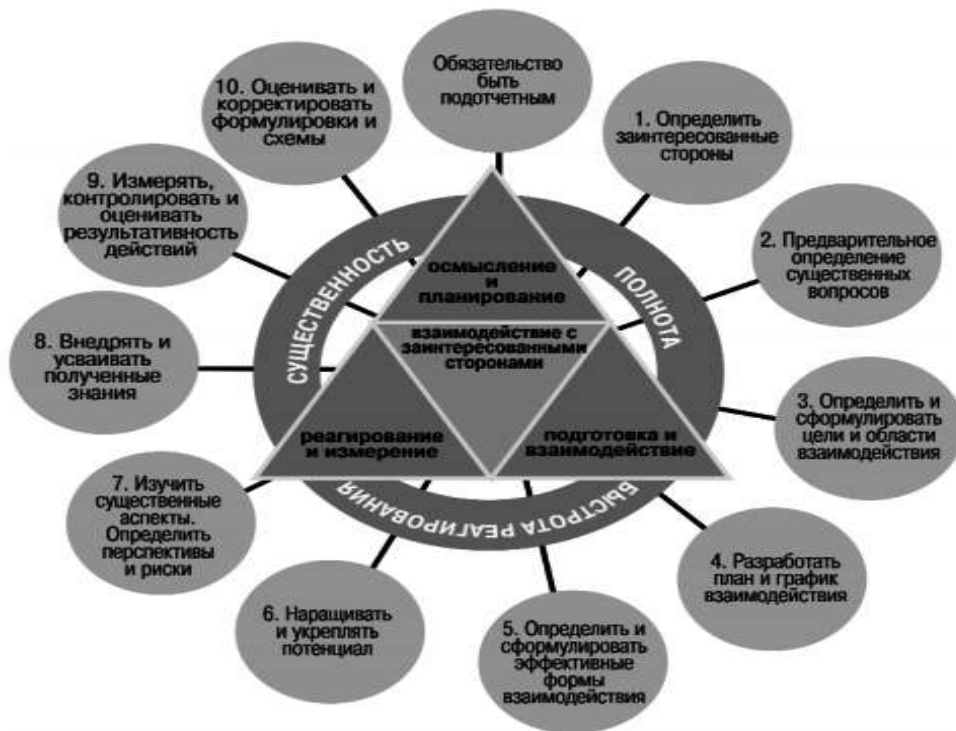 Обязательство
быть
подотчетным
1. Определить
заинтересованные
стороны
2. Предварительное
определение
существенных
вопросов
3. Определить и
сформулировать
цели и области
взаимодействия
4. Разработать
план и график
взаимодействия
5. Определить и
сформулировать
эффективные
формы
взаимодействия
6. Наращивать
и укреплять
потенциал
7. Изучить
существенные
аспекты.
Определить
перспективы
и риски
8. Внедрять и
усваивать
полученные
знания
9. Измерять,
контролировать и
оценивать
результативность
действий
10. Оценивать и
корректировать
формулировки и
схемы
СУЩЕСТВЕННОСТЬ
ПОЛНОТА
БЫСТРОТА РЕАГИРОВАНИЯ
осмысление
и
планирование
взаимодействие с
заинтересованными
сторонами
реагирование
и измерение
подготовка и
взаимодействие